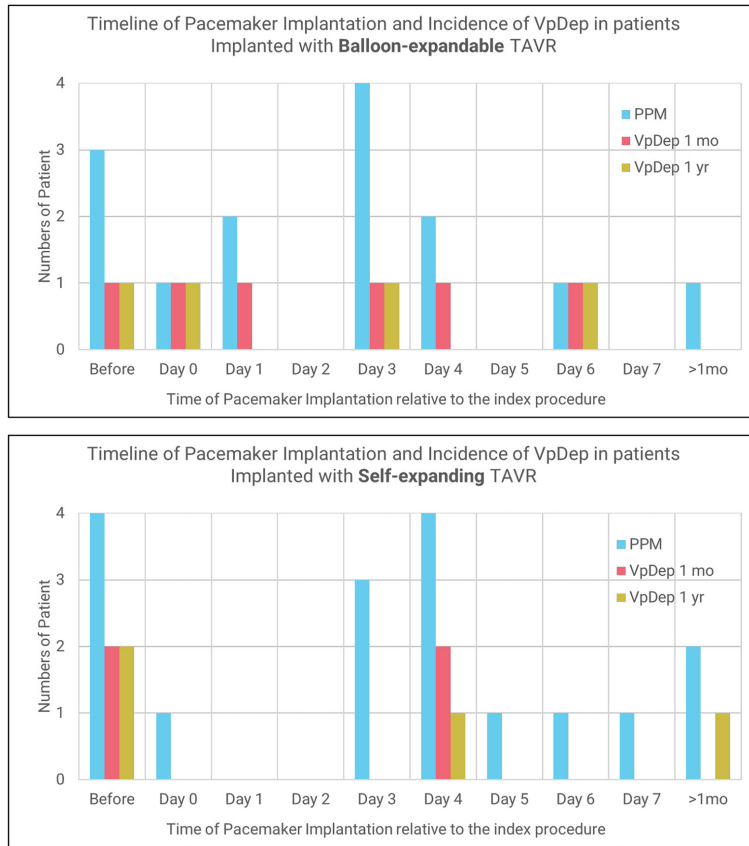 Timeline of Pacemaker Implantation and Incidence of VpDep in patients
Implanted with Balloon-expandable TAVR
4
3
2
1
0
Numbers of Patient
PPM
VpDep 1 mo
VpDep 1 yr
Before Day 0 Day 1 Day 2 Day 3 Day 4 Day 5 Day 6 Day 7 >1mo
Time of Pacemaker Implantation relative to the index procedure
Timeline of Pacemaker Implantation and Incidence of VpDep in patients
Implanted with Self-expanding TAVR
4
3
2
1
0
Numbers of Patient
PPM
VpDep 1 mo
VpDep 1 yr
Before Day 0 Day 1 Day 2 Day 3 Day 4 Day 5 Day 6 Day 7 >1mo
Time of Pacemaker Implantation relative to the index procedure